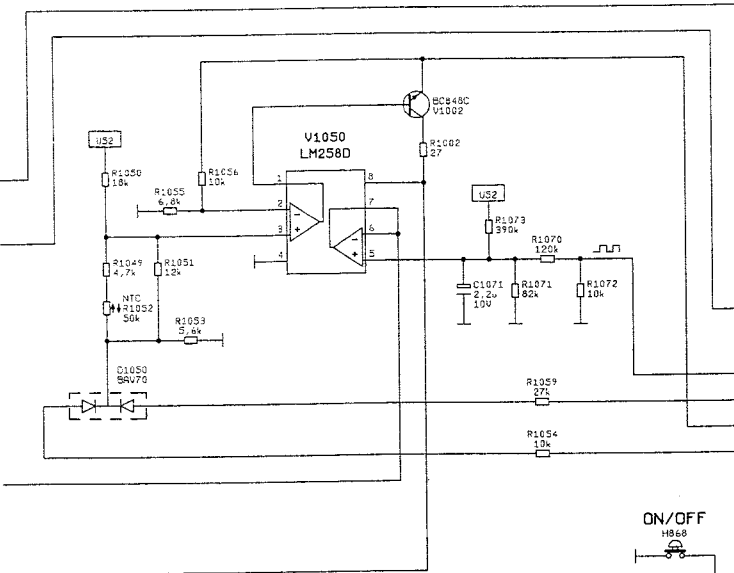 BC848C
V1002
V1050
LM258D
R1002
27
U52
R1050
18k
R1056
10k
R1055
6,8k
1
8
2
7
3
6
4
5
U52
R1073
390k
R1070
120k
R1049
4,7k
R1051
12k
C1071
2,2u
10V
R1071
82k
R1072
10k
NTC
R1052
50k
R1053
5,6k
D1050
BAV70
R1059
27k
R1054
10k
ON/OFF
H868